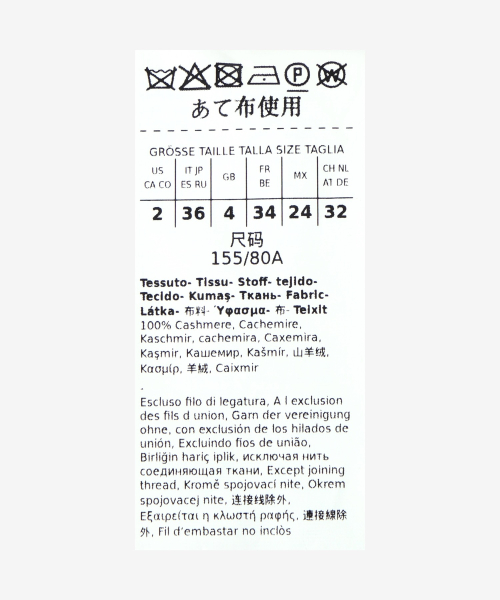 P W
あて布使用
GRÖSSE TAILLE TALLA SIZE TAGLIA
US CA CO | IT JP ES RU | GB | FR BE | MX | CH NL AT DE
2 | 36 | 4 | 34 | 24 | 32
尺码
155/80A
Tessuto- Tissu- Stoff- tejido-
Tecido- Kumaş- Ткань- Fabric-
Látka- 布料- Ύφασμα- 布- Teixit
100% Cashmere, Cachemire,
Kaschmir, cachemira, Caxemira,
Kaşmir, Кашемир, Kašmír, 山羊绒,
Κασμίρ, 羊絨, Caixmir
.
Escluso filo di legatura, A l exclusion
des fils d union, Garn der vereinigung
ohne, con exclusión de los hilados de
unión, Excluindo fios de união,
Birliğin hariç iplik, исключая нить
соединяющая ткани, Except joining
thread, Kromě spojovací nite, Okrem
spojovacej nite, 连接线除外,
Εξαιρείται η κλωστή ραφής, 連接線除
外, Fil d’embastar no inclòs